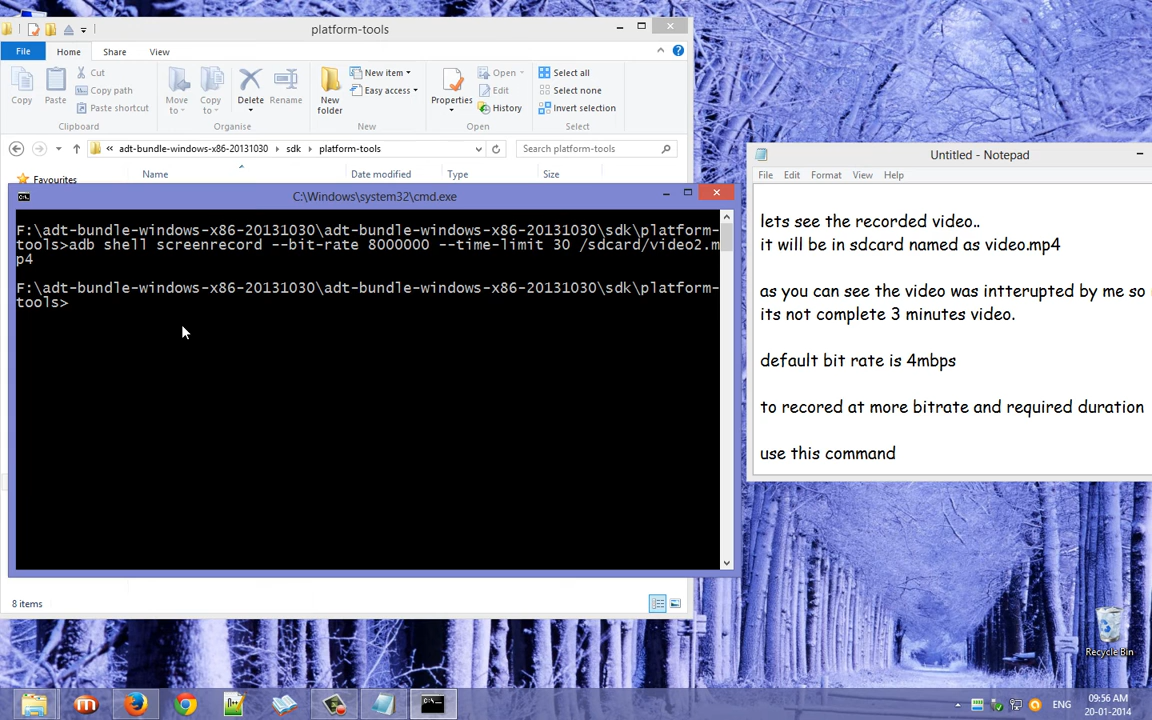 platform-tools
File Home Share View
Copy Paste Cut Copy path Paste shortcut Move to Copy to Delete Rename New folder New item Easy access Properties Open Edit History Select all Select none Invert selection
Clipboard Organise New Open Select
« adt-bundle-windows-x86-20131030 sdk platform-tools Search platform-tools
Favourites Name Date modified Type Size
C:\Windows\system32\cmd.exe
F:\adt-bundle-windows-x86-20131030\adt-bundle-windows-x86-20131030\sdk\platform-
tools>adb shell screenrecord --bit-rate 8000000 --time-limit 30 /sdcard/video2.m
p4
F:\adt-bundle-windows-x86-20131030\adt-bundle-windows-x86-20131030\sdk\platform-
tools>
8 items
Untitled - Notepad
File Edit Format View Help
lets see the recorded video..
it will be in sdcard named as video.mp4
as you can see the video was intterupted by me so
its not complete 3 minutes video.
default bit rate is 4mbps
to recored at more bitrate and required duration
use this command
Recycle Bin
ENG 09:56 AM
20-01-2014